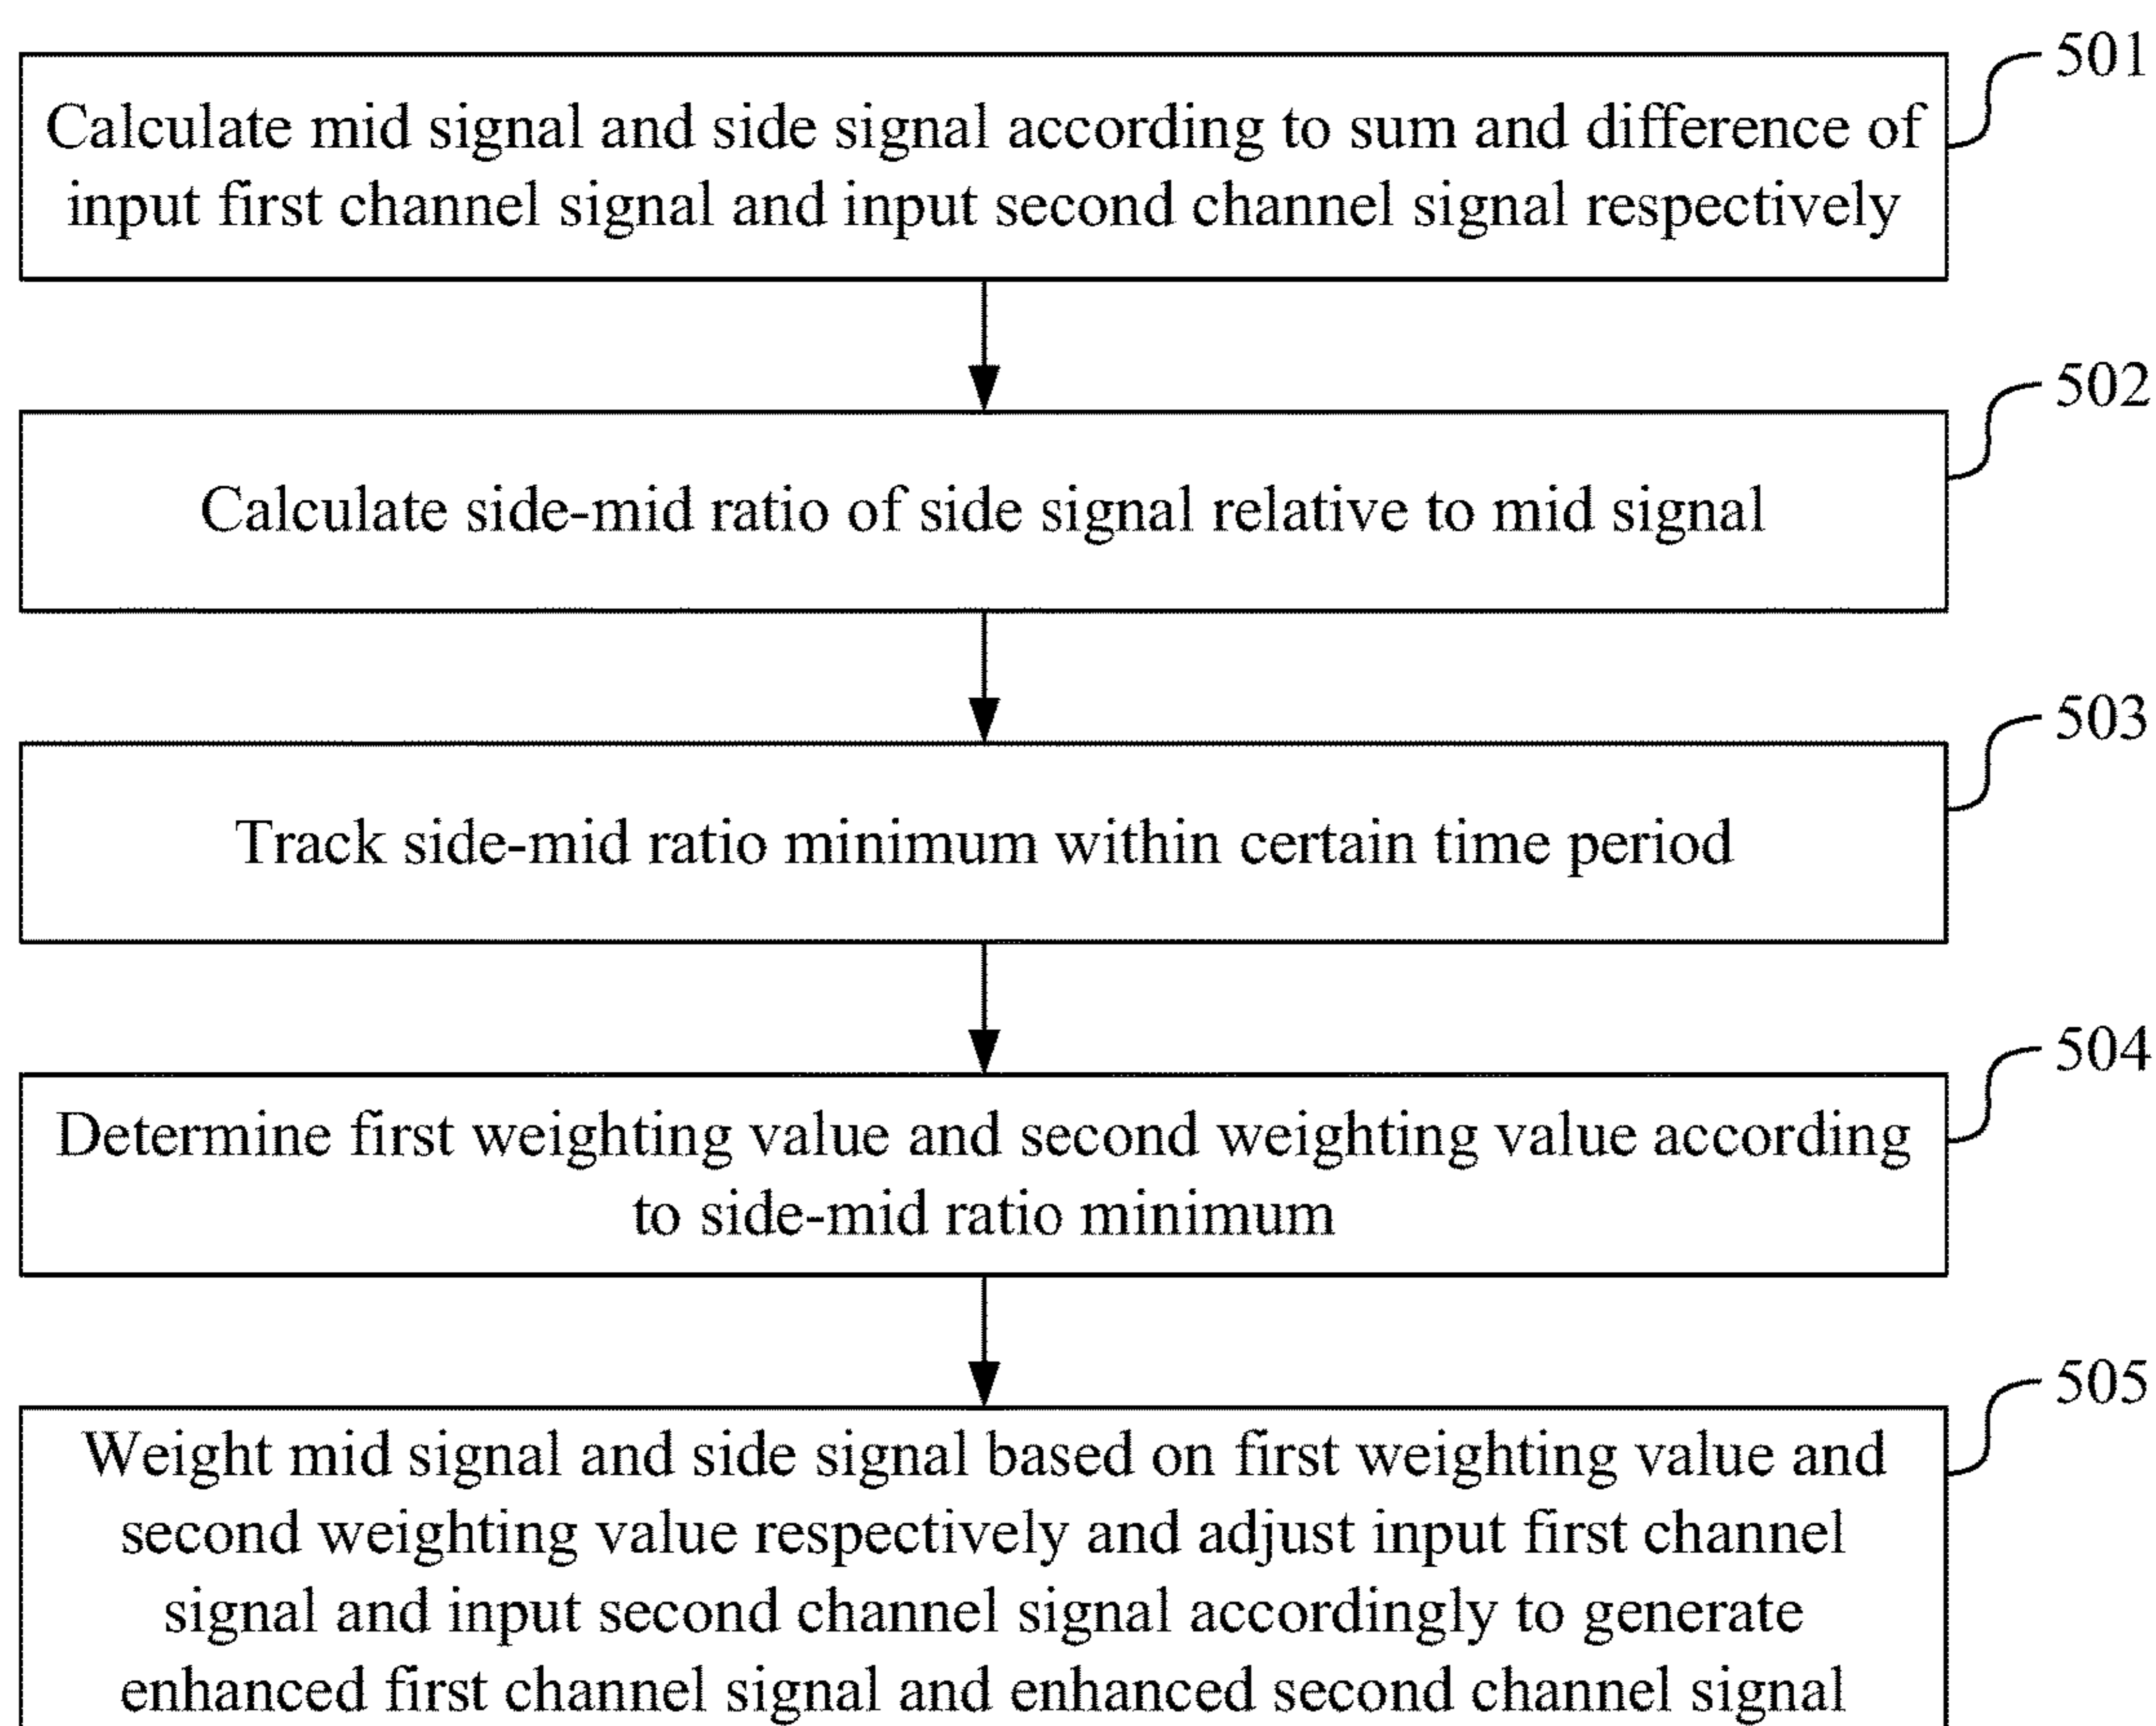 501
Calculate mid signal and side signal according to sum and difference of
input first channel signal and input second channel signal respectively
502
Calculate side-mid ratio of side signal relative to mid signal
503
Track side-mid ratio minimum within certain time period
504
Determine first weighting value and second weighting value according
to side-mid ratio minimum
505
Weight mid signal and side signal based on first weighting value and
second weighting value respectively and adjust input first channel
signal and input second channel signal accordingly to generate
enhanced first channel signal and enhanced second channel signal